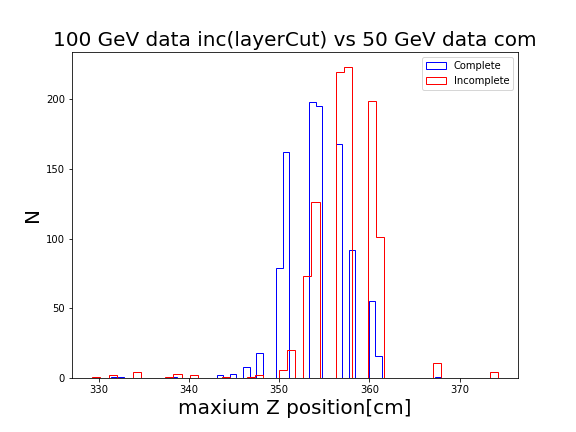 100 GeV data inc(layerCut) vs 50 GeV data com
Complete
Incomplete
200
150
100
50
0
N
330 340 350 360 370
maxium Z position[cm]